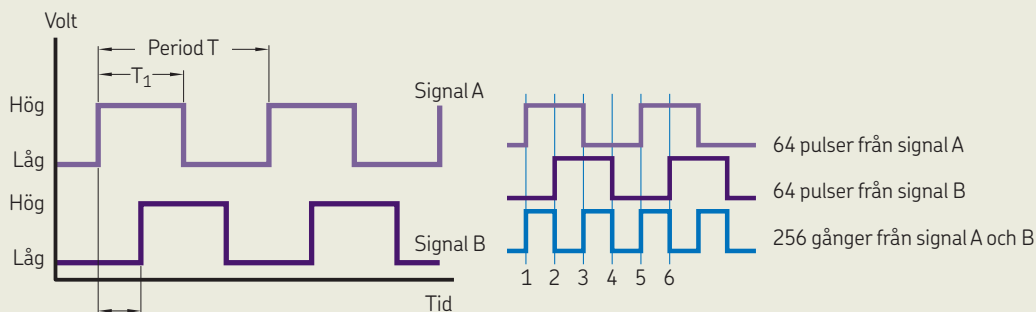 Volt
Period T
T1
Signal A
Hög
Låg
Hög
Låg
Signal B
Tid
64 pulser från signal A
64 pulser från signal B
256 gånger från signal A och B
1 2 3 4 5 6